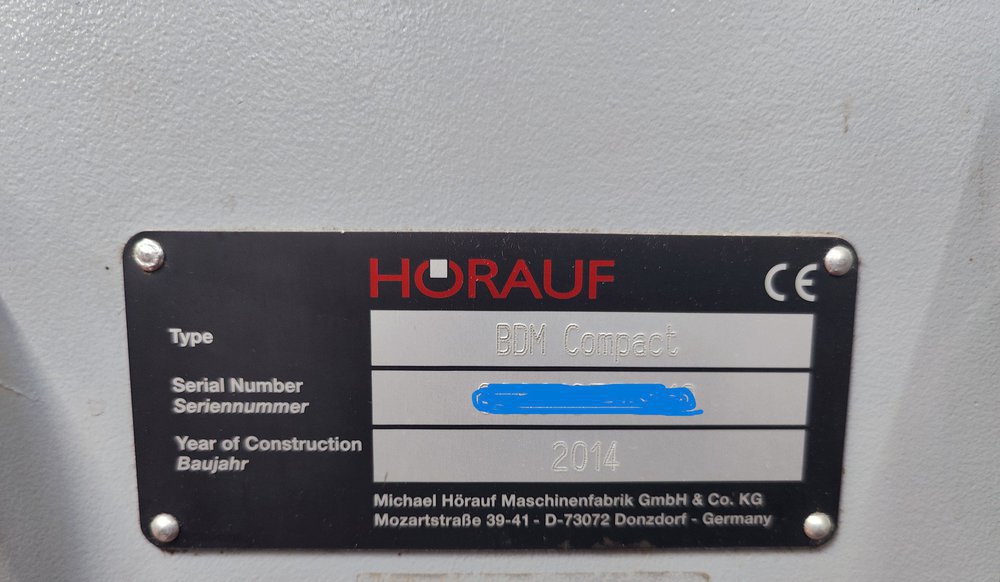 HÖRAUF CE
Type BDM Compact
Serial Number
Seriennummer
Year of Construction 2014
Baujahr
Michael Hörauf Maschinenfabrik GmbH & Co. KG
Mozartstraße 39-41 - D-73072 Donzdorf - Germany